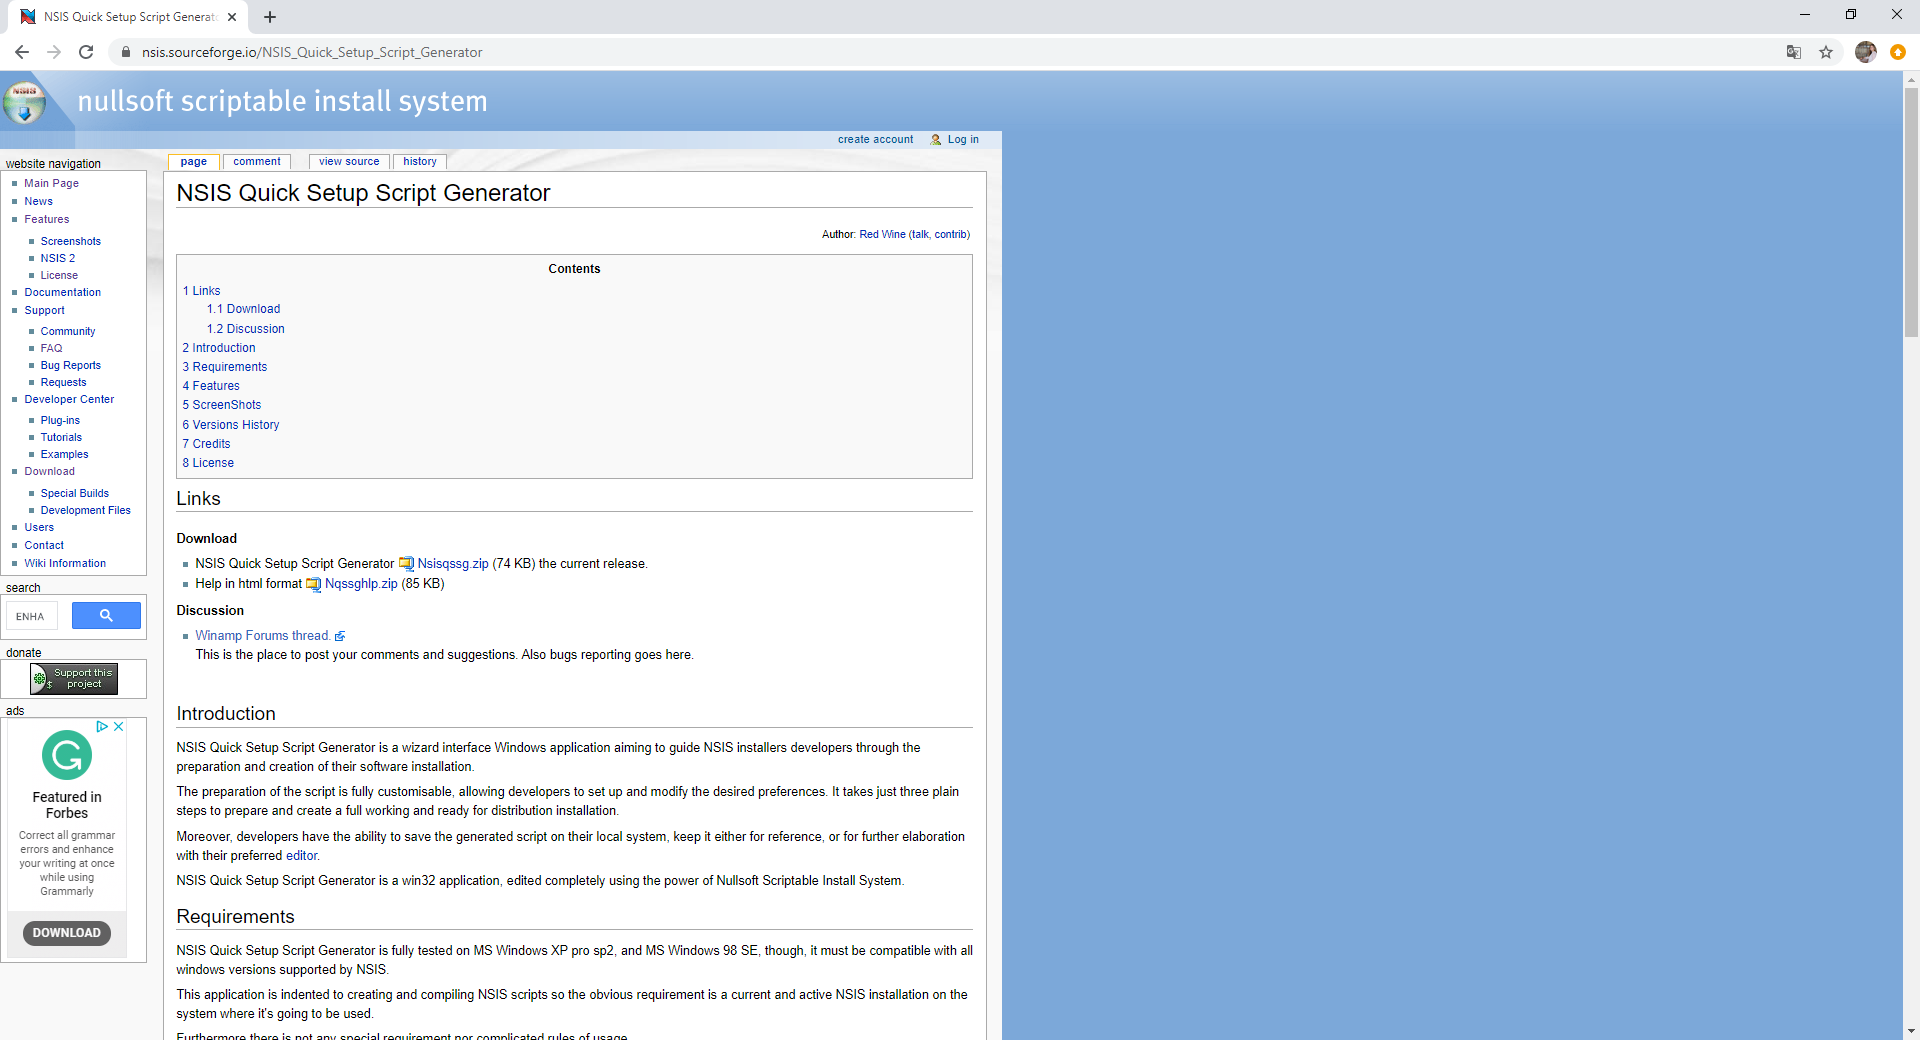 NSIS Quick Setup Script Generato
nsis.sourceforge.io/NSIS_Quick_Setup_Script_Generator
NSIS
nullsoft scriptable install system
create account Log in
website navigation
Main Page
News
Features
Screenshots
NSIS 2
License
Documentation
Support
Community
FAQ
Bug Reports
Requests
Developer Center
Plug-ins
Tutorials
Examples
Download
Special Builds
Development Files
Users
Contact
Wiki Information
search
ENHA
donate
$ Support this
project
ads
Featured in
Forbes
Correct all grammar
errors and enhance
your writing at once
while using
Grammarly
DOWNLOAD
page comment view source history
NSIS Quick Setup Script Generator
Author: Red Wine (talk, contrib)
Contents
1 Links
1.1 Download
1.2 Discussion
2 Introduction
3 Requirements
4 Features
5 ScreenShots
6 Versions History
7 Credits
8 License
Links
Download
NSIS Quick Setup Script Generator Nsisqssg.zip (74 KB) the current release.
Help in html format Nqssghlp.zip (85 KB)
Discussion
Winamp Forums thread.
This is the place to post your comments and suggestions. Also bugs reporting goes here.
Introduction
NSIS Quick Setup Script Generator is a wizard interface Windows application aiming to guide NSIS installers developers through the
preparation and creation of their software installation.
The preparation of the script is fully customisable, allowing developers to set up and modify the desired preferences. It takes just three plain
steps to prepare and create a full working and ready for distribution installation.
Moreover, developers have the ability to save the generated script on their local system, keep it either for reference, or for further elaboration
with their preferred editor.
NSIS Quick Setup Script Generator is a win32 application, edited completely using the power of Nullsoft Scriptable Install System.
Requirements
NSIS Quick Setup Script Generator is fully tested on MS Windows XP pro sp2, and MS Windows 98 SE, though, it must be compatible with all
windows versions supported by NSIS.
This application is indented to creating and compiling NSIS scripts so the obvious requirement is a current and active NSIS installation on the
system where it's going to be used.
Furthermore there is not any special requirement nor complicated rules of usage.